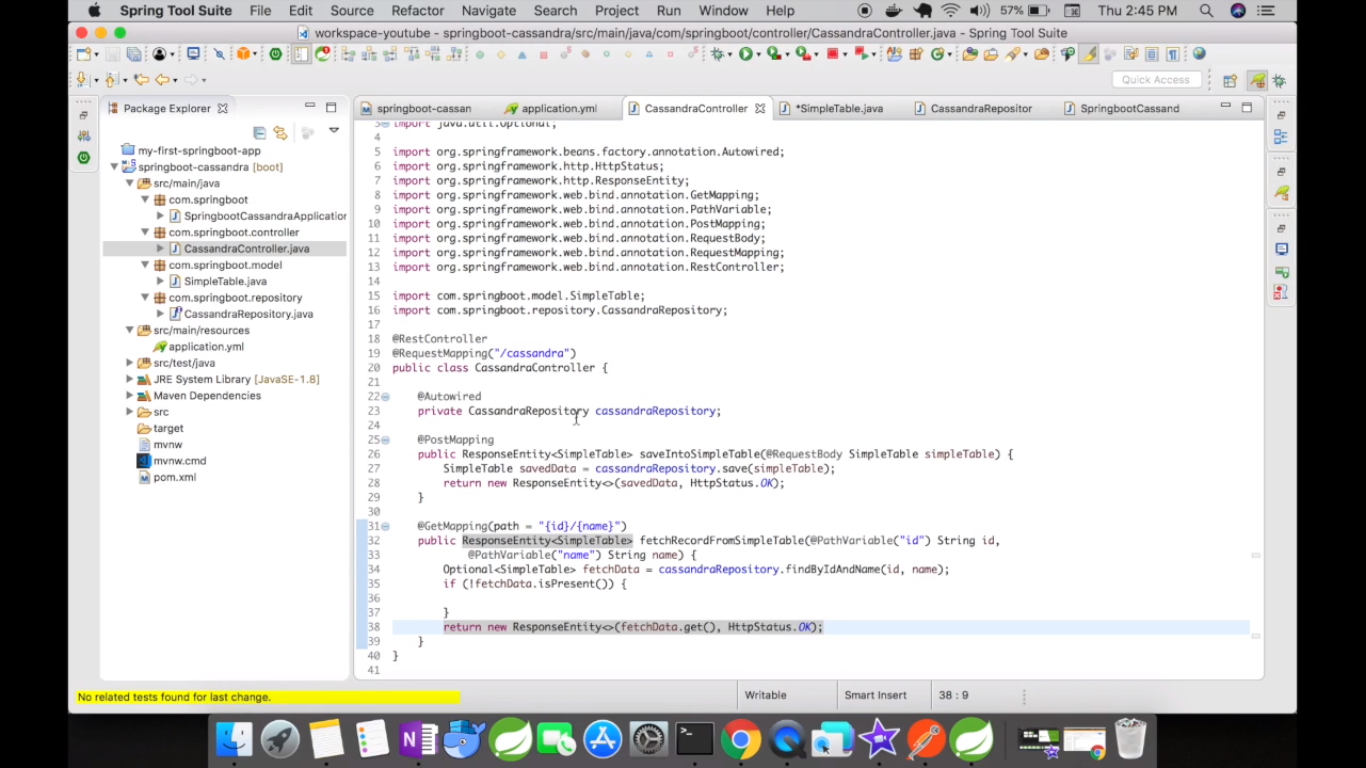 Spring Tool Suite File Edit Source Refactor Navigate Search Project Run Window Help 57% Thu 2:45 PM
workspace-youtube - springboot-cassandra/src/main/java/com/springboot/controller/CassandraController.java - Spring Tool Suite
Quick Access
Package Explorer
my-first-springboot-app
springboot-cassandra [boot]
src/main/java
com.springboot
SpringbootCassandraApplication
com.springboot.controller
CassandraController.java
com.springboot.model
SimpleTable.java
com.springboot.repository
CassandraRepository.java
src/main/resources
application.yml
src/test/java
JRE System Library [JavaSE-1.8]
Maven Dependencies
src
target
mvnw
mvnw.cmd
pom.xml
springboot-cassan application.yml CassandraController *SimpleTable.java CassandraRepositor SpringbootCassand
3 import java.util.Optional;
4
5 import org.springframework.beans.factory.annotation.Autowired;
6 import org.springframework.http.HttpStatus;
7 import org.springframework.http.ResponseEntity;
8 import org.springframework.web.bind.annotation.GetMapping;
9 import org.springframework.web.bind.annotation.PathVariable;
10 import org.springframework.web.bind.annotation.PostMapping;
11 import org.springframework.web.bind.annotation.RequestBody;
12 import org.springframework.web.bind.annotation.RequestMapping;
13 import org.springframework.web.bind.annotation.RestController;
14
15 import com.springboot.model.SimpleTable;
16 import com.springboot.repository.CassandraRepository;
17
18 @RestController
19 @RequestMapping("/cassandra")
20 public class CassandraController {
21
22 @Autowired
23 private CassandraRepository cassandraRepository;
24
25 @PostMapping
26 public ResponseEntity<SimpleTable> saveIntoSimpleTable(@RequestBody SimpleTable simpleTable) {
27 SimpleTable savedData = cassandraRepository.save(simpleTable);
28 return new ResponseEntity<>(savedData, HttpStatus.OK);
29 }
30
31 @GetMapping(path = "{id}/{name}")
32 public ResponseEntity<SimpleTable> fetchRecordFromSimpleTable(@PathVariable("id") String id,
33 @PathVariable("name") String name) {
34 Optional<SimpleTable> fetchData = cassandraRepository.findByIdAndName(id, name);
35 if (!fetchData.isPresent()) {
36
37 }
38 return new ResponseEntity<>(fetchData.get(), HttpStatus.OK);
39 }
40 }
41
No related tests found for last change. Writable Smart Insert 38 : 9